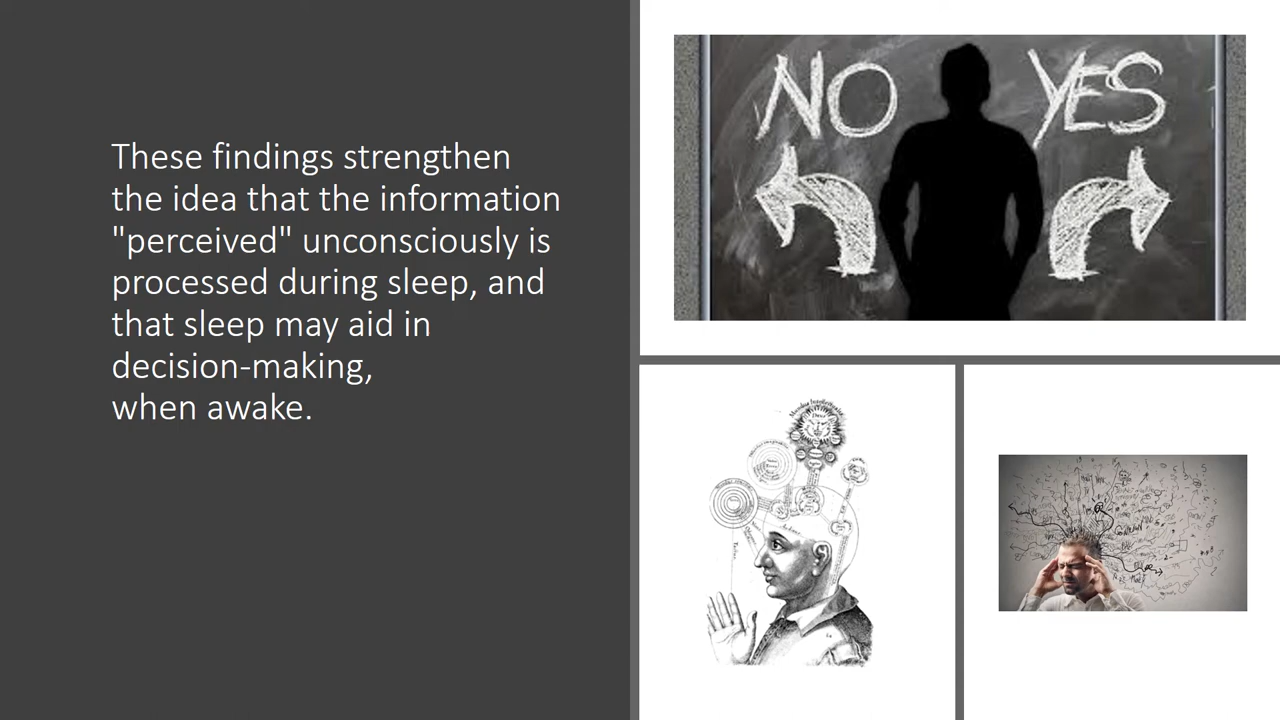 These findings strengthen
the idea that the information
"perceived" unconsciously is
processed during sleep, and
that sleep may aid in
decision-making,
when awake.
NO YES